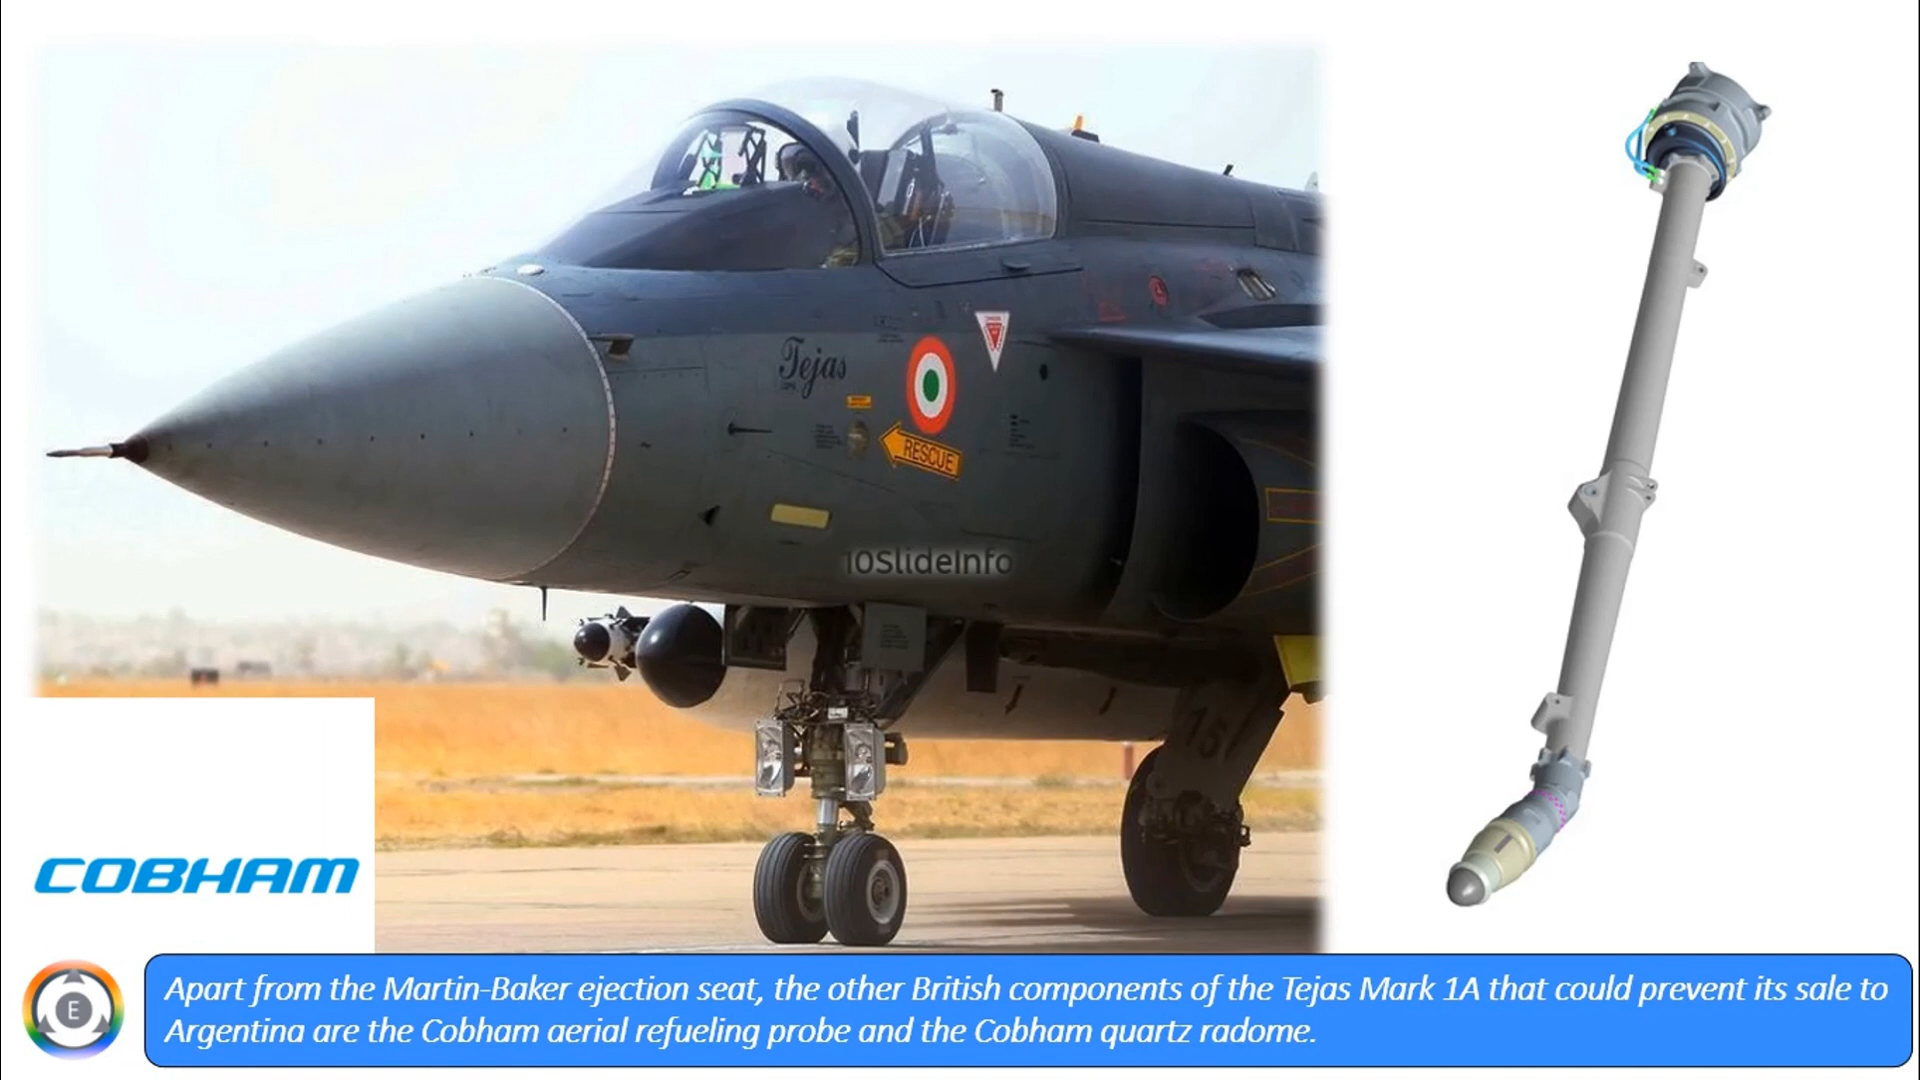 Tejas
RESCUE
10SlideInfo
15
COBHAM
E
Apart from the Martin-Baker ejection seat, the other British components of the Tejas Mark 1A that could prevent its sale to
Argentina are the Cobham aerial refueling probe and the Cobham quartz radome.